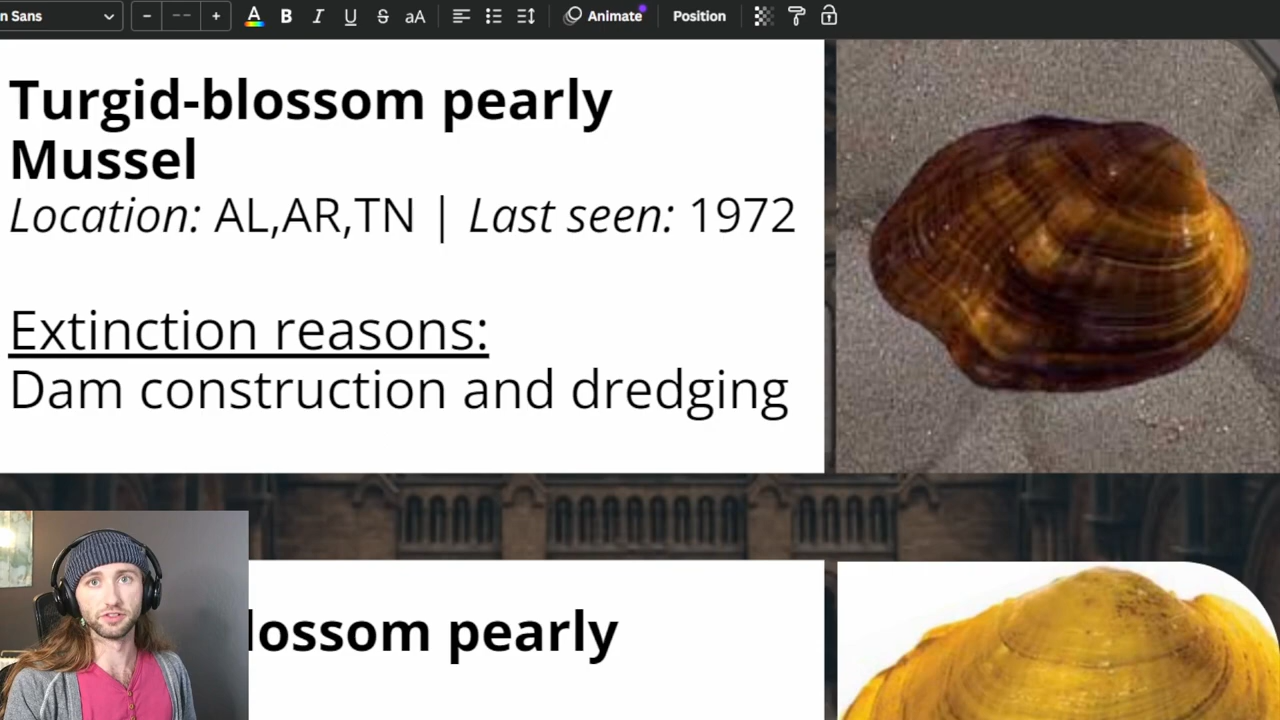 n Sans
A B I U S aA Animate Position
Turgid-blossom pearly
Mussel
Location: AL,AR,TN | Last seen: 1972
Extinction reasons:
Dam construction and dredging
lossom pearly